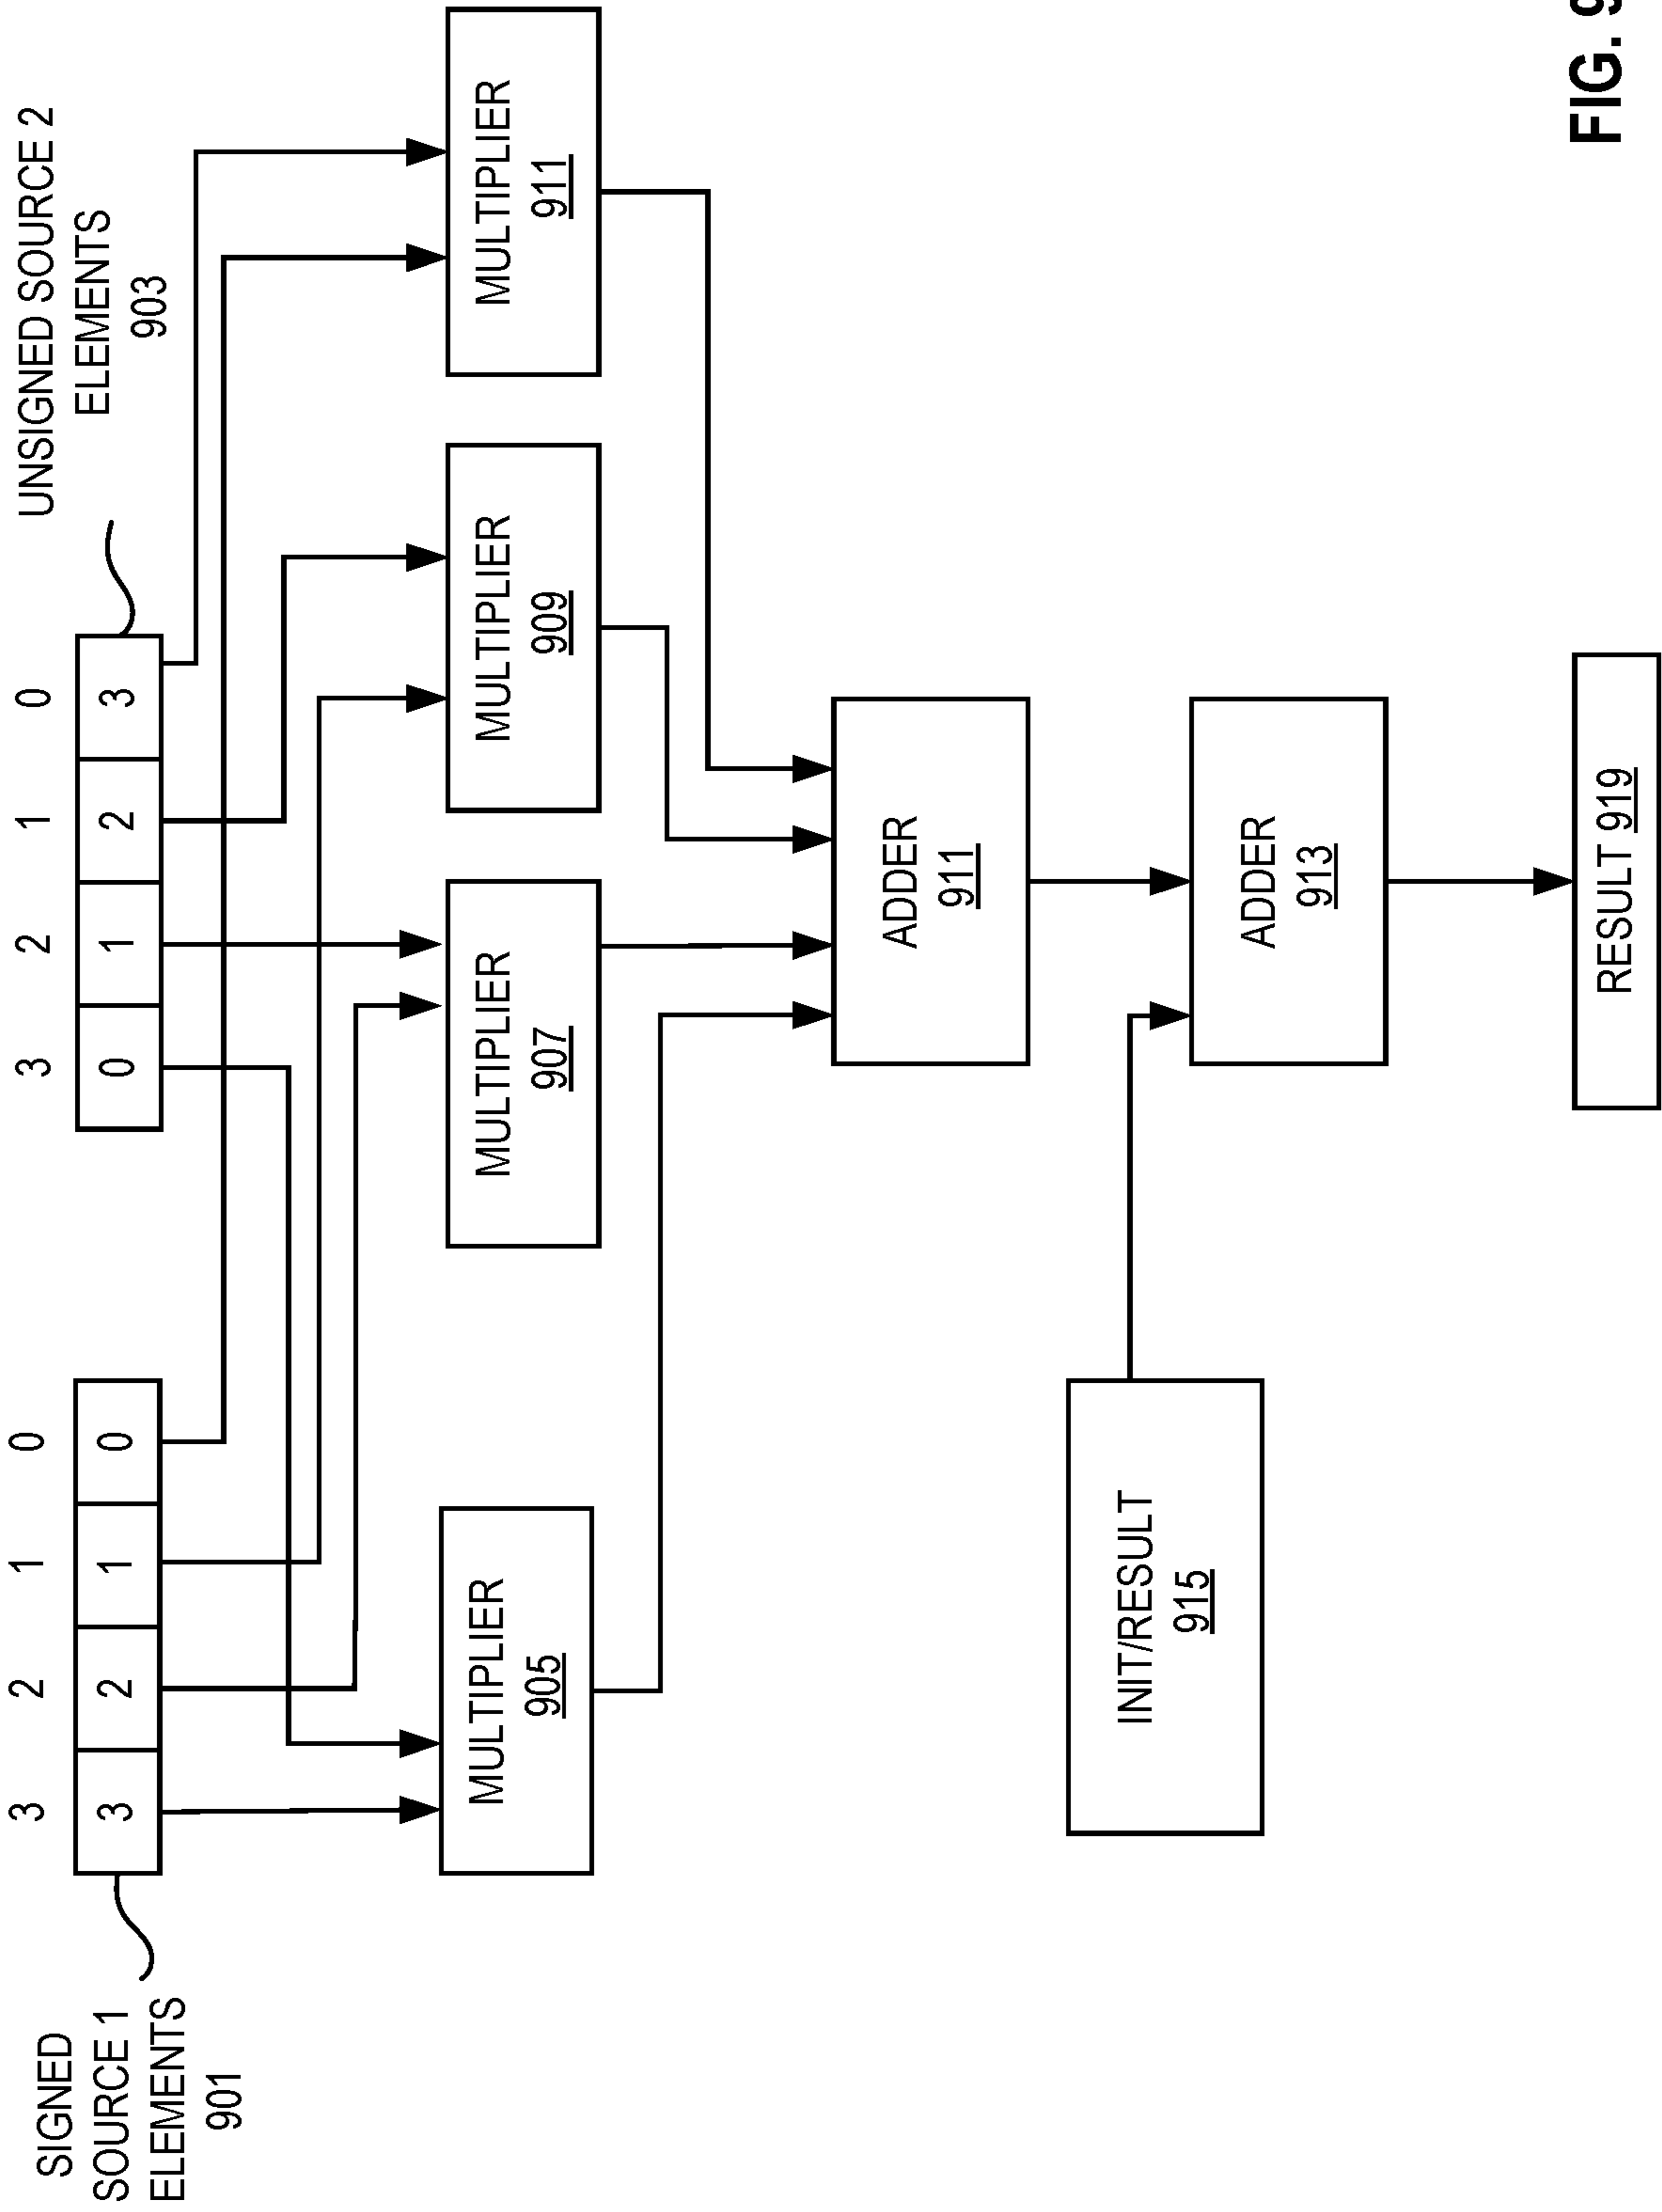 3 2 1 0
3 2 1 0
SIGNED
SOURCE 1
ELEMENTS
901
3 2 1 0
0 1 2 3
UNSIGNED SOURCE 2
ELEMENTS
903
MULTIPLIER
905
MULTIPLIER
907
MULTIPLIER
909
MULTIPLIER
911
ADDER
911
INIT/RESULT
915
ADDER
913
RESULT 919
FIG. 9